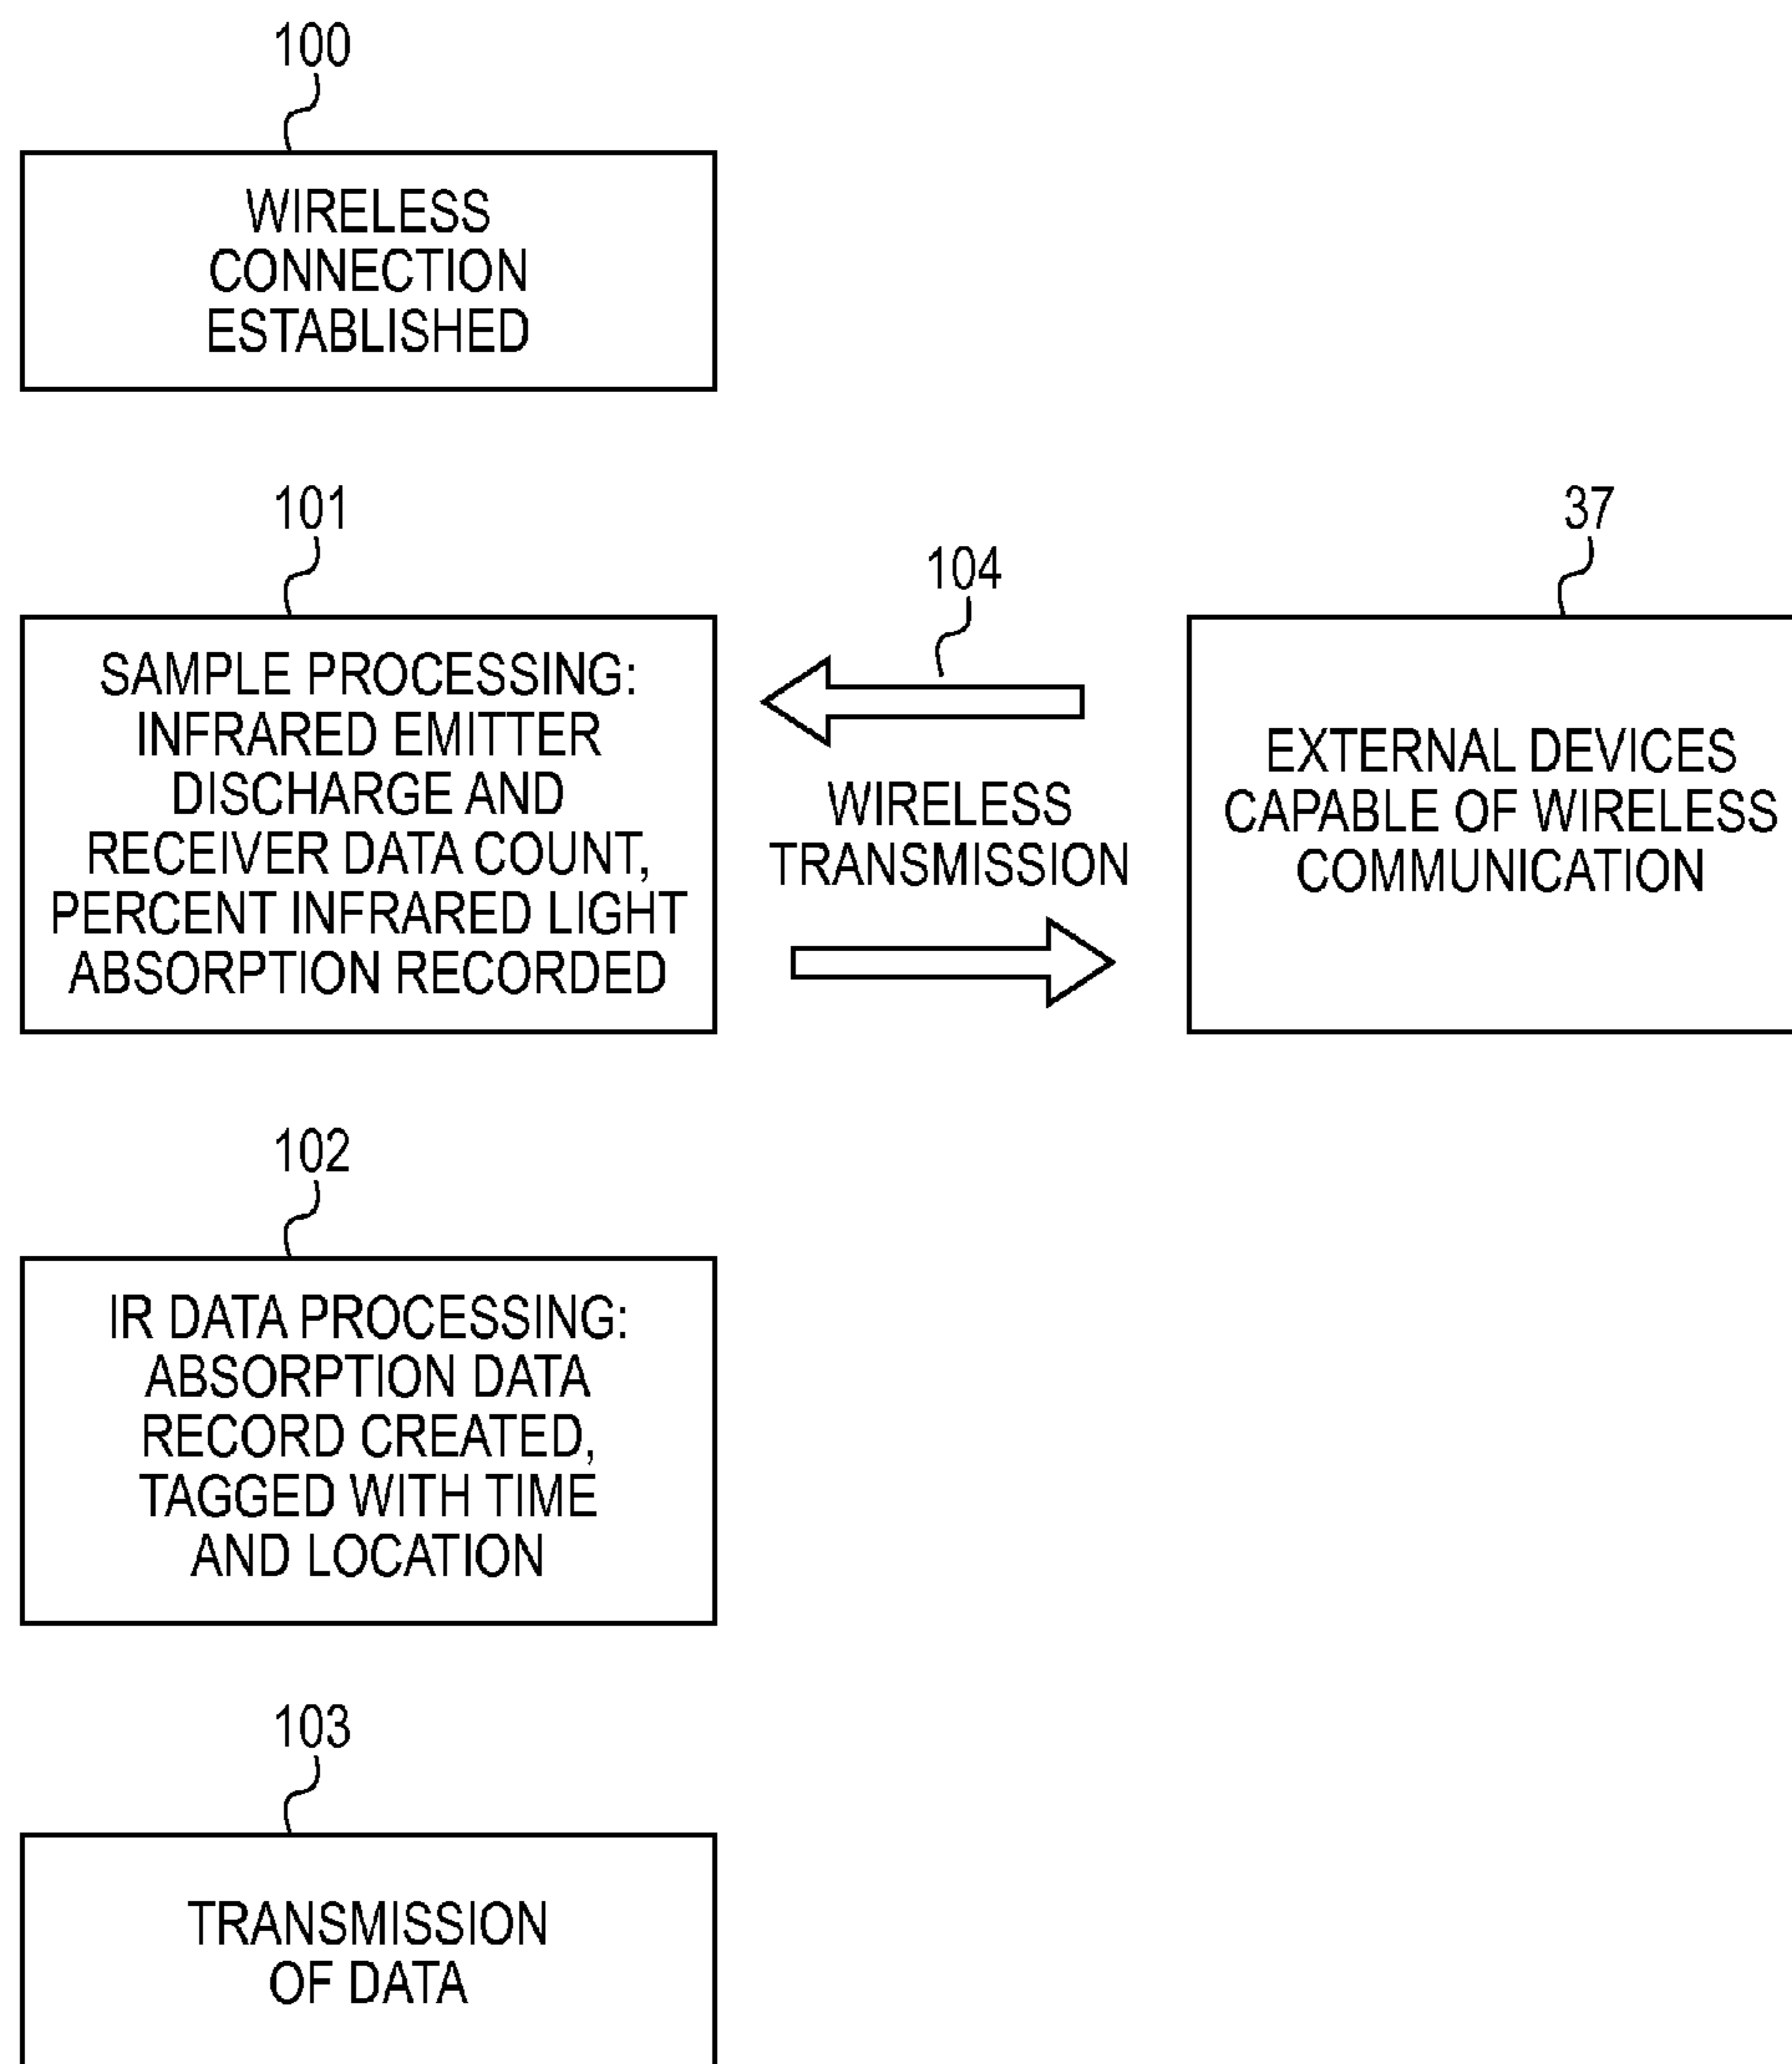 100
WIRELESS
CONNECTION
ESTABLISHED
101
SAMPLE PROCESSING:
INFRARED EMITTER
DISCHARGE AND
RECEIVER DATA COUNT,
PERCENT INFRARED LIGHT
ABSORPTION RECORDED
104
WIRELESS
TRANSMISSION
37
EXTERNAL DEVICES
CAPABLE OF WIRELESS
COMMUNICATION
102
IR DATA PROCESSING:
ABSORPTION DATA
RECORD CREATED,
TAGGED WITH TIME
AND LOCATION
103
TRANSMISSION
OF DATA